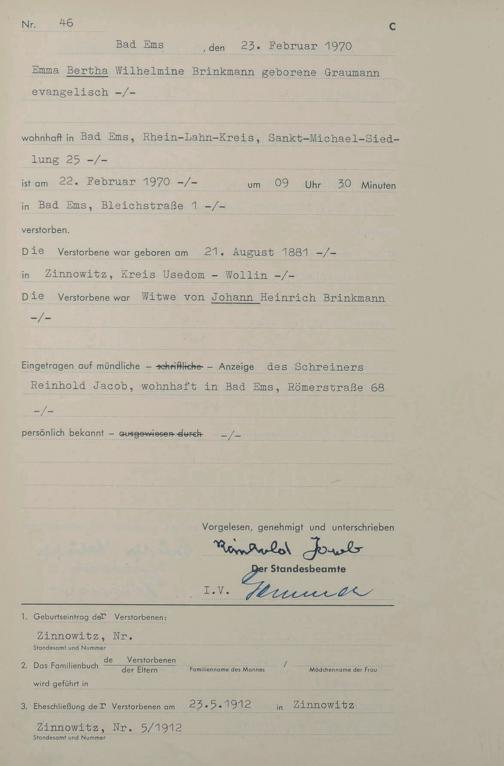 Nr. 46 C
Bad Ems , den 23. Februar 1970
Emma Bertha Wilhelmine Brinkmann geborene Graumann
evangelisch -/-
wohnhaft in Bad Ems, Rhein-Lahn-Kreis, Sankt-Michael-Sied-
lung 25 -/-
ist am 22. Februar 1970 -/- um 09 Uhr 30 Minuten
in Bad Ems, Bleichstraße 1 -/-
verstorben.
Die Verstorbene war geboren am 21. August 1881 -/-
in Zinnowitz, Kreis Usedom - Wollin -/-
Die Verstorbene war Witwe von Johann Heinrich Brinkmann
-/-
Eingetragen auf mündliche – schriftliche – Anzeige des Schreiners
Reinhold Jacob, wohnhaft in Bad Ems, Römerstraße 68
-/-
persönlich bekannt – ausgewiesen durch -/-
Vorgelesen, genehmigt und unterschrieben
Reinhold Jacob
Der Standesbeamte
I.V.
1. Geburtseintrag der Verstorbenen:
Zinnowitz, Nr.
Standesamt und Nummer
2. Das Familienbuch de Verstorbenen / der Eltern Familienname des Mannes / Mädchenname der Frau
wird geführt in
3. Eheschließung der Verstorbenen am 23.5.1912 in Zinnowitz
Zinnowitz, Nr. 5/1912
Standesamt und Nummer